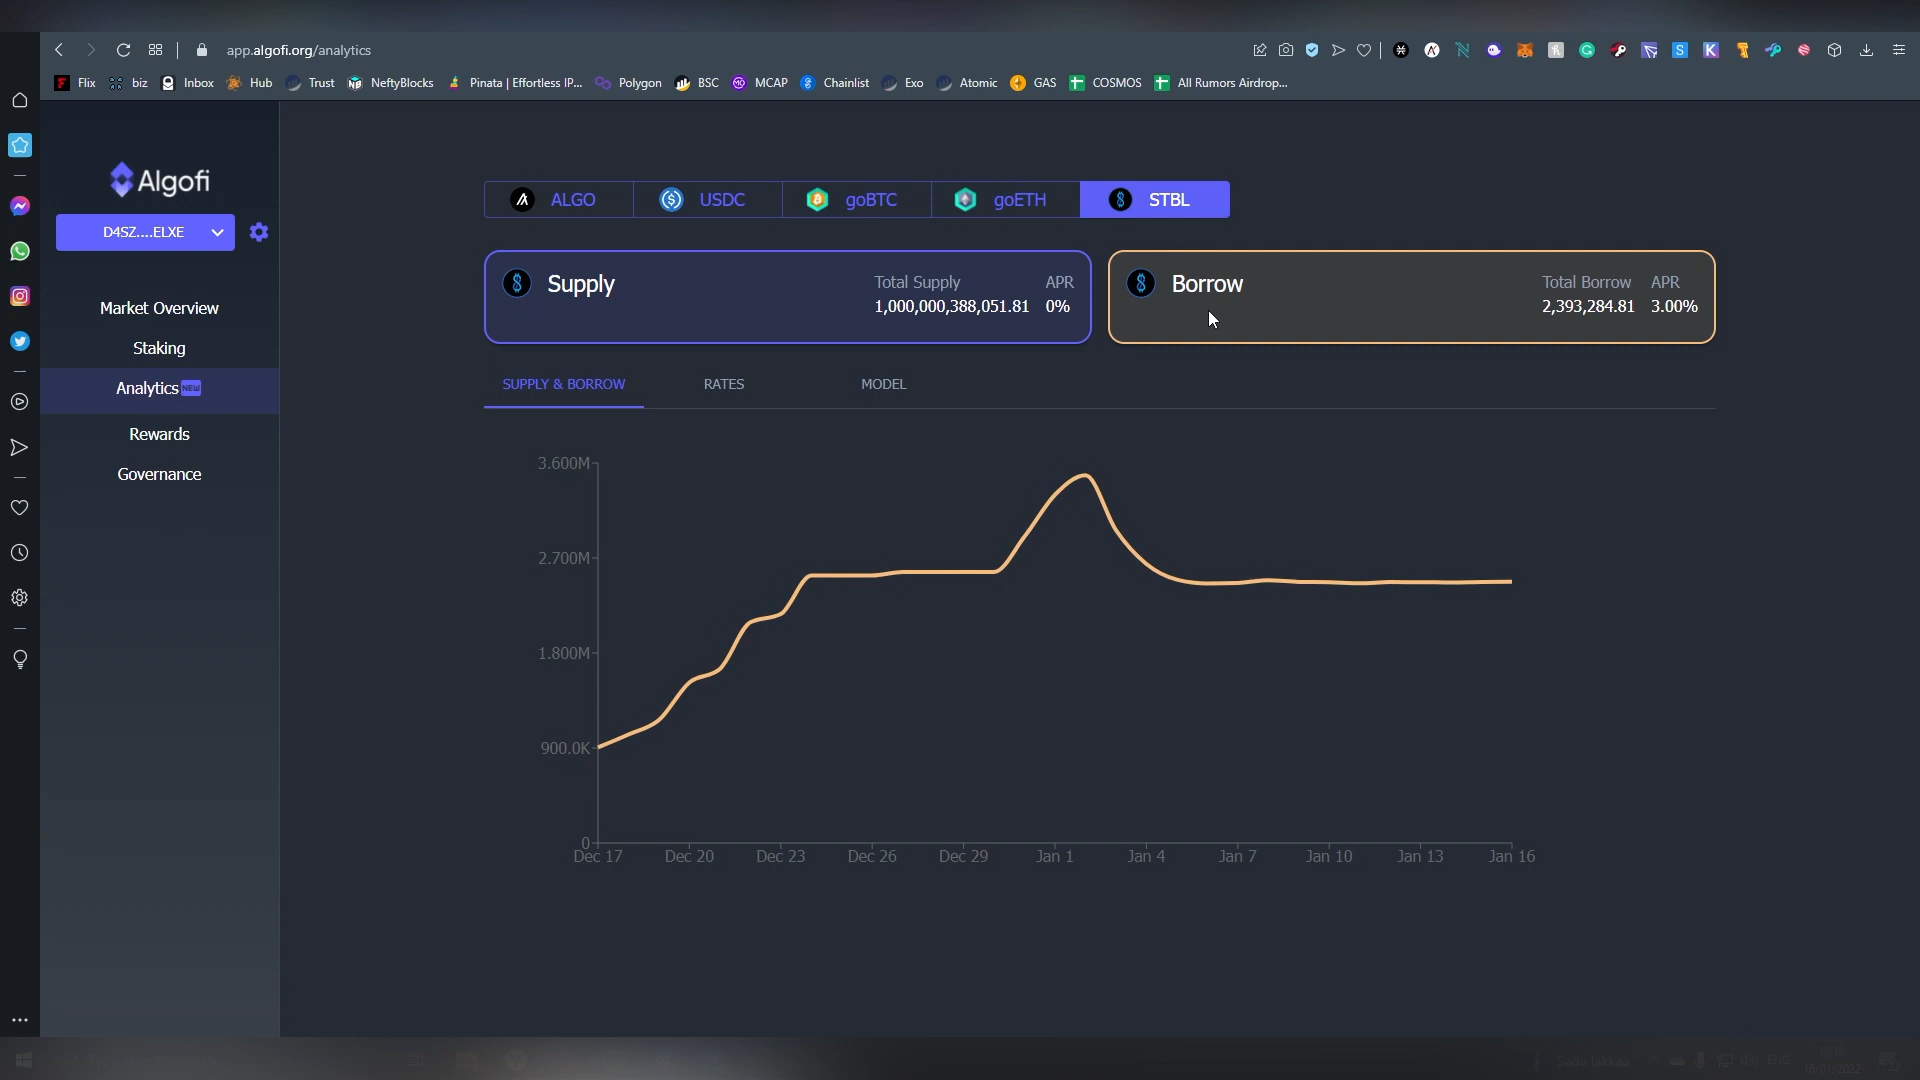 app.algofi.org/analytics
Flix biz Inbox Hub Trust NeftyBlocks Pinata | Effortless IP... Polygon BSC MCAP Chainlist Exo Atomic GAS COSMOS All Rumors Airdrop...
Algofi
D4SZ....ELXE
Market Overview
Staking
Analytics NEW
Rewards
Governance
ALGO USDC goBTC goETH STBL
Supply
Total Supply APR
1,000,000,388,051.81 0%
Borrow
Total Borrow APR
2,393,284.81 3.00%
SUPPLY & BORROW RATES MODEL
3.600M
2.700M
1.800M
900.0K
0
Dec 17 Dec 20 Dec 23 Dec 26 Dec 29 Jan 1 Jan 4 Jan 7 Jan 10 Jan 13 Jan 16